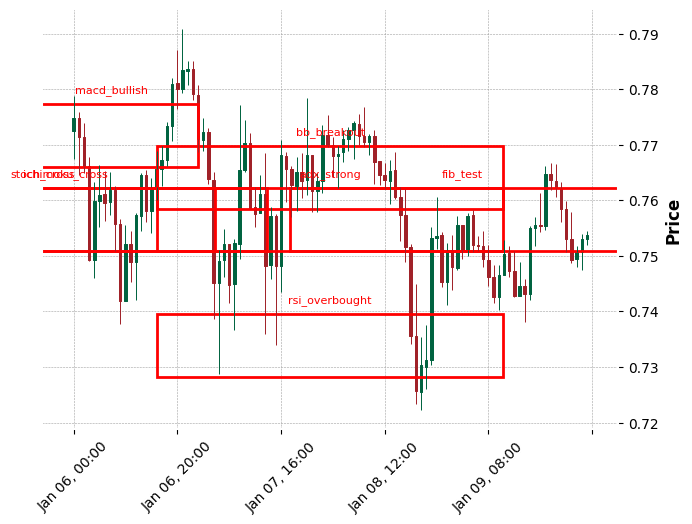 0.79
macd_bullish
0.78
bb_breakout
0.77
stoch_cross
ichimoku_cross
adx_strong
fib_test
0.76
Price
0.75
rsi_overbought
0.74
0.73
0.72
Jan 06, 00:00
Jan 06, 20:00
Jan 07, 16:00
Jan 08, 12:00
Jan 09, 08:00